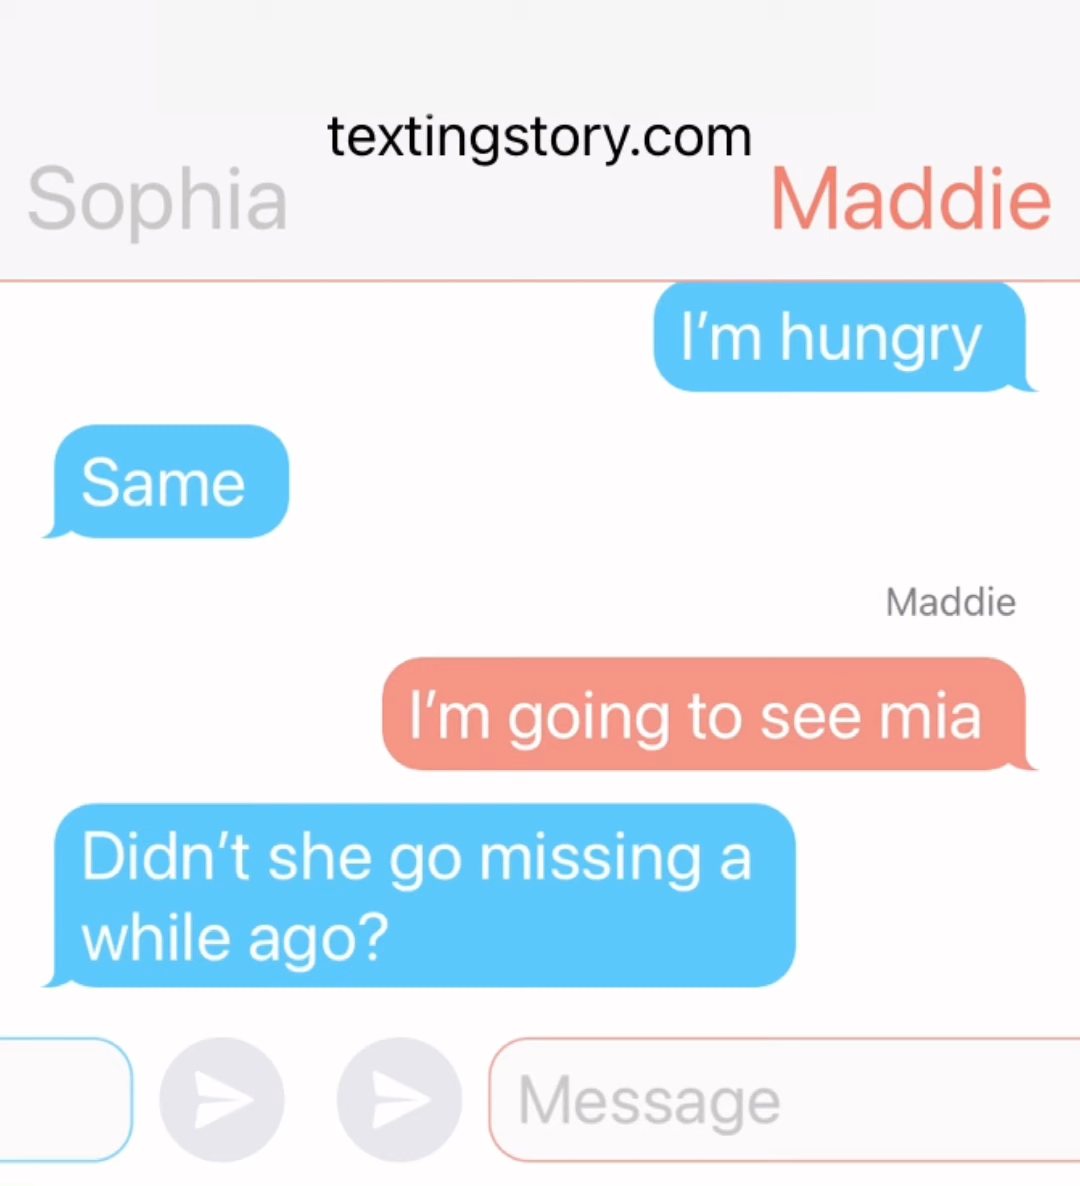 textingstory.com
Sophia
Maddie
I’m hungry
Same
Maddie
I’m going to see mia
Didn’t she go missing a
while ago?
Message